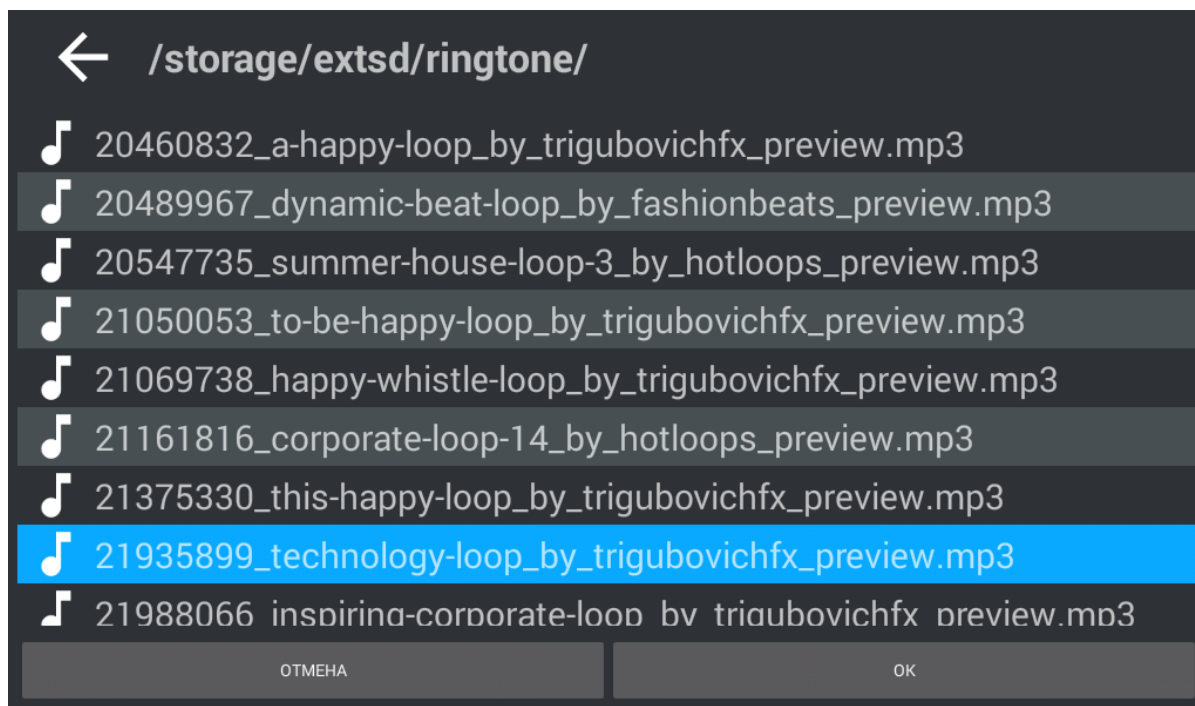 /storage/extsd/ringtone/
20460832_a-happy-loop_by_trigubovichfx_preview.mp3
20489967_dynamic-beat-loop_by_fashionbeats_preview.mp3
20547735_summer-house-loop-3_by_hotloops_preview.mp3
21050053_to-be-happy-loop_by_trigubovichfx_preview.mp3
21069738_happy-whistle-loop_by_trigubovichfx_preview.mp3
21161816_corporate-loop-14_by_hotloops_preview.mp3
21375330_this-happy-loop_by_trigubovichfx_preview.mp3
21935899_technology-loop_by_trigubovichfx_preview.mp3
21988066_inspiring-corporate-loop_by_trigubovichfx_preview.mp3
ОТМЕНА ОК